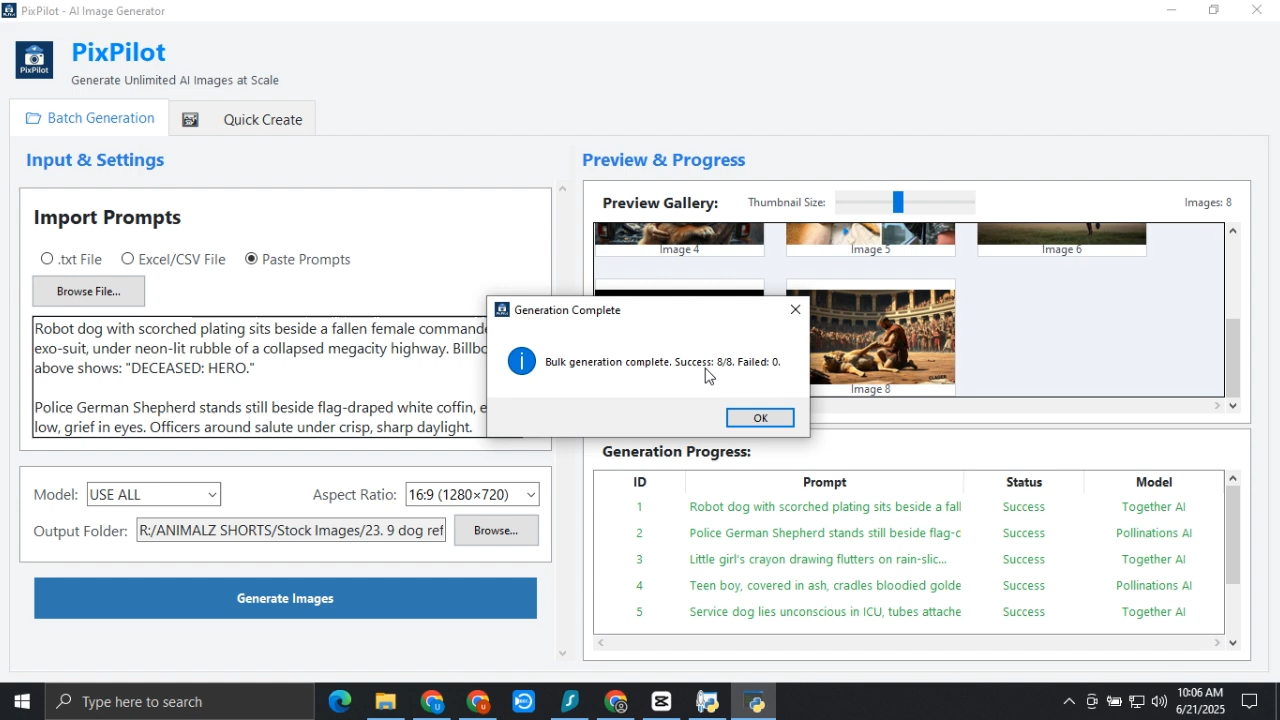 PixPilot - AI Image Generator
PixPilot
PixPilot
Generate Unlimited AI Images at Scale
Batch Generation
Quick Create
Input & Settings
Preview & Progress
Import Prompts
.txt File
Excel/CSV File
Paste Prompts
Browse File...
Robot dog with scorched plating sits beside a fallen female commande
exo-suit, under neon-lit rubble of a collapsed megacity highway. Billbo
above shows: "DECEASED: HERO."
Police German Shepherd stands still beside flag-draped white coffin, e
low, grief in eyes. Officers around salute under crisp, sharp daylight.
Preview Gallery:
Thumbnail Size:
Images: 8
Image 4
Image 5
Image 6
Image 8
Generation Complete
Bulk generation complete. Success: 8/8. Failed: 0.
OK
Model:
USE ALL
Aspect Ratio:
16:9 (1280×720)
Output Folder:
R:/ANIMALZ SHORTS/Stock Images/23. 9 dog ref
Browse...
Generate Images
Generation Progress:
ID Prompt Status Model
1 Robot dog with scorched plating sits beside a fall Success Together AI
2 Police German Shepherd stands still beside flag-c Success Pollinations AI
3 Little girl's crayon drawing flutters on rain-slic... Success Together AI
4 Teen boy, covered in ash, cradles bloodied golde Success Pollinations AI
5 Service dog lies unconscious in ICU, tubes attache Success Together AI
Type here to search
10:06 AM
6/21/2025